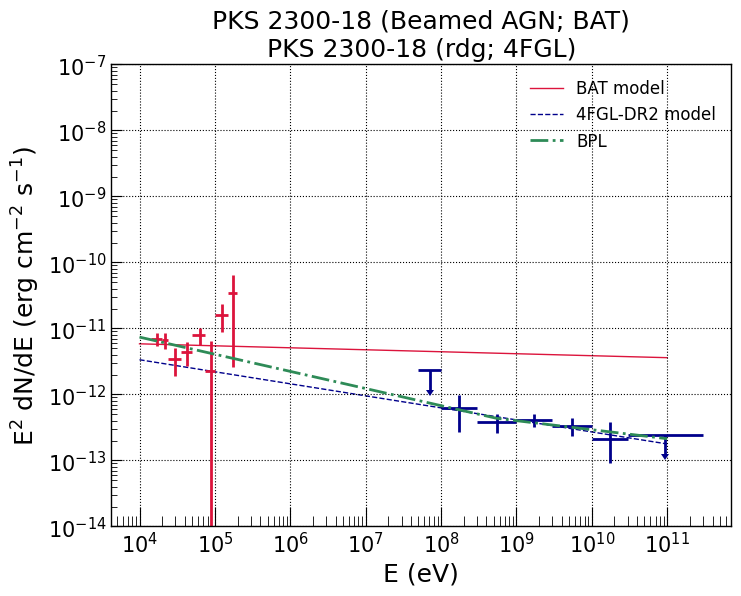 PKS 2300-18 (Beamed AGN; BAT)
PKS 2300-18 (rdg; 4FGL)
BAT model
4FGL-DR2 model
BPL
E² dN/dE (erg cm⁻² s⁻¹)
10⁻⁷
10⁻⁸
10⁻⁹
10⁻¹⁰
10⁻¹¹
10⁻¹²
10⁻¹³
10⁻¹⁴
10⁴ 10⁵ 10⁶ 10⁷ 10⁸ 10⁹ 10¹⁰ 10¹¹
E (eV)